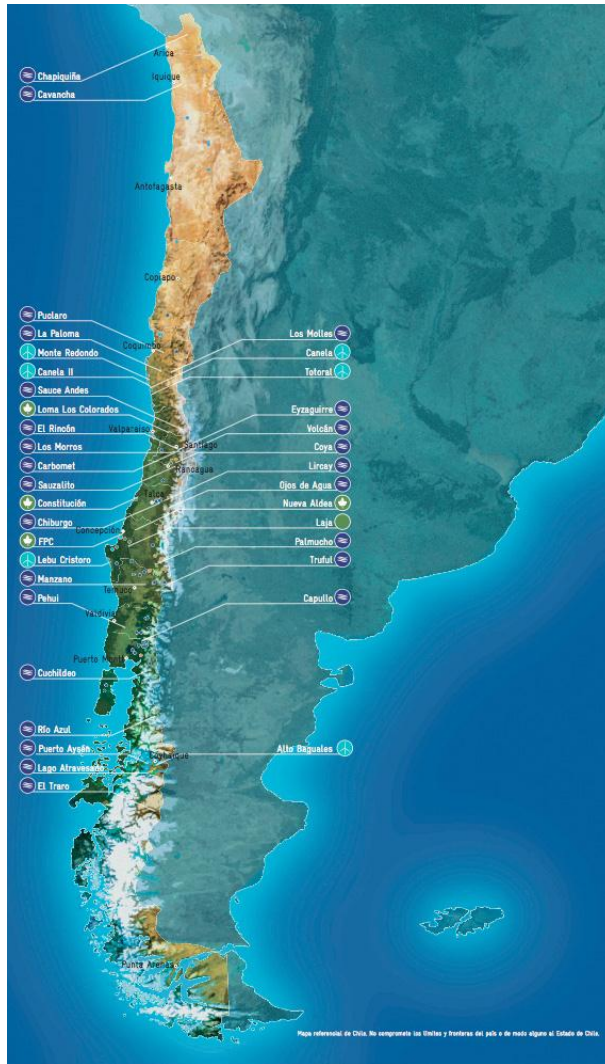 Arica
Chapiquiña
Iquique
Cavancha
Antofagasta
Copiapo
Puclaro
La Paloma
Los Molles
Coquimbo
Monte Redondo
Canela
Canela II
Totoral
Sauce Andes
Loma Los Colorados
Eyzaguirre
El Rincón
Valparaiso
Volcán
Los Morros
Santiago
Coya
Carbomet
Rancagua
Lircay
Sauzalito
Ojos de Agua
Constitución
Talca
Nueva Aldea
Chiburgo
Laja
Concepción
FPC
Palmucho
Lebu Cristoro
Truful
Manzano
Temuco
Pehui
Capullo
Valdivia
Puerto Montt
Cuchildeo
Río Azul
Puerto Aysén
Coyhaique
Alto Baguales
Lago Atravesado
El Traro
Punta Arenas
Mapa referencial de Chile. No compromete los límites y fronteras del país o de modo alguno al Estado de Chile.